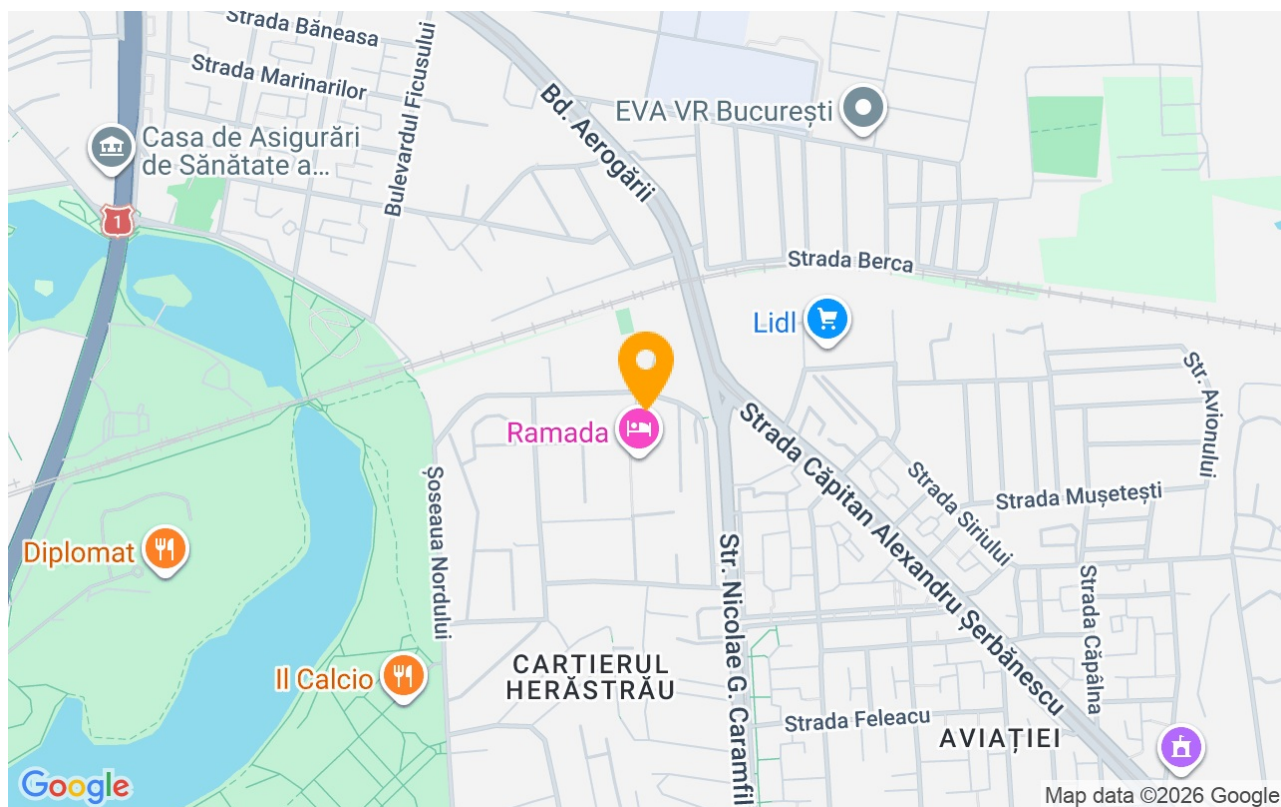 Strada Băneasa
Strada Marinarilor
Bulevardul Ficusului
Bd. Aerogării
EVA VR București
Casa de Asigurări
de Sănătate a...
1
Strada Berca
Lidl
Str. Avionului
Ramada
Strada Căpitan Alexandru Șerbănescu
Strada Siriului
Strada Mușetești
Șoseaua Nordului
Diplomat
Str. Nicolae G. Caramfil
Strada Căpâlna
Il Calcio
CARTIERUL
HERĂSTRĂU
Strada Feleacu
AVIAȚIEI
Google
Map data ©2026 Google